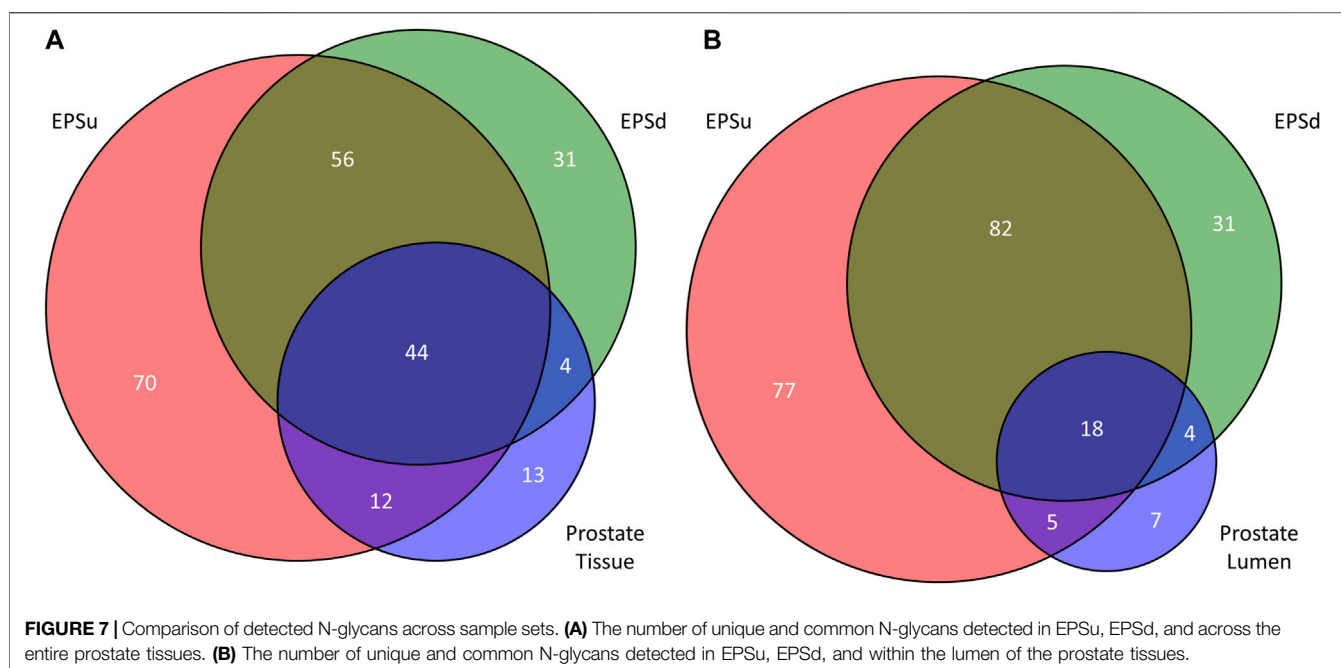 A
EPSu
EPSd
56
31
44
4
70
12
13
Prostate
Tissue
B
EPSu
EPSd
82
31
77
18
4
5
7
Prostate
Lumen
FIGURE 7 | Comparison of detected N-glycans across sample sets. (A) The number of unique and common N-glycans detected in EPSu, EPSd, and across the
entire prostate tissues. (B) The number of unique and common N-glycans detected in EPSu, EPSd, and within the lumen of the prostate tissues.